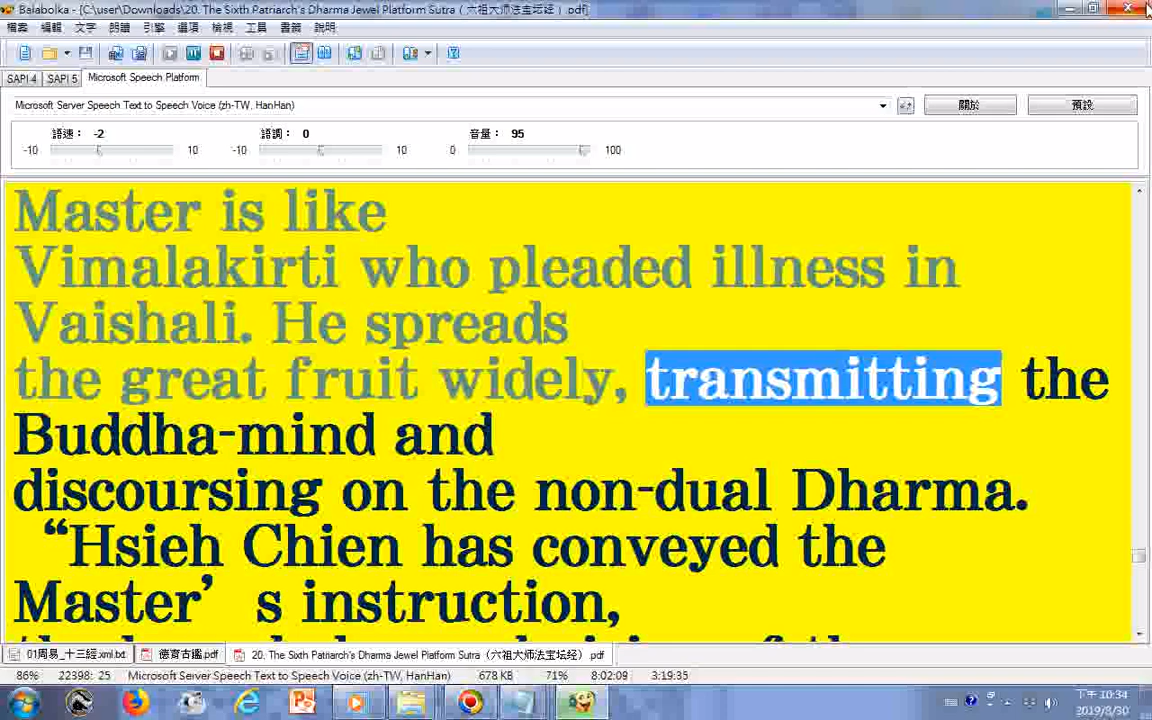 Balabolka - [C:\user\Downloads\20. The Sixth Patriarch's Dharma Jewel Platform Sutra（六祖大师法宝坛经）.pdf]
檔案 編輯 文字 朗讀 引擎 選項 檢視 工具 書籤 說明
SAPI 4 SAPI 5 Microsoft Speech Platform
Microsoft Server Speech Text to Speech Voice (zh-TW, HanHan) 關於 預設
語速： -2 語調： 0 音量： 95
-10 10 -10 10 0 100
Master is like
Vimalakirti who pleaded illness in
Vaishali. He spreads
the great fruit widely, transmitting the
Buddha-mind and
discoursing on the non-dual Dharma.
“Hsieh Chien has conveyed the
Master’s instruction,
01周易_十三經.xml.txt 德育古鑑.pdf 20. The Sixth Patriarch's Dharma Jewel Platform Sutra（六祖大师法宝坛经）.pdf
86% 22398: 25 Microsoft Server Speech Text to Speech Voice (zh-TW, HanHan) 678 KB 71% 8:02:09 3:19:35
下午 10:34
2019/8/30